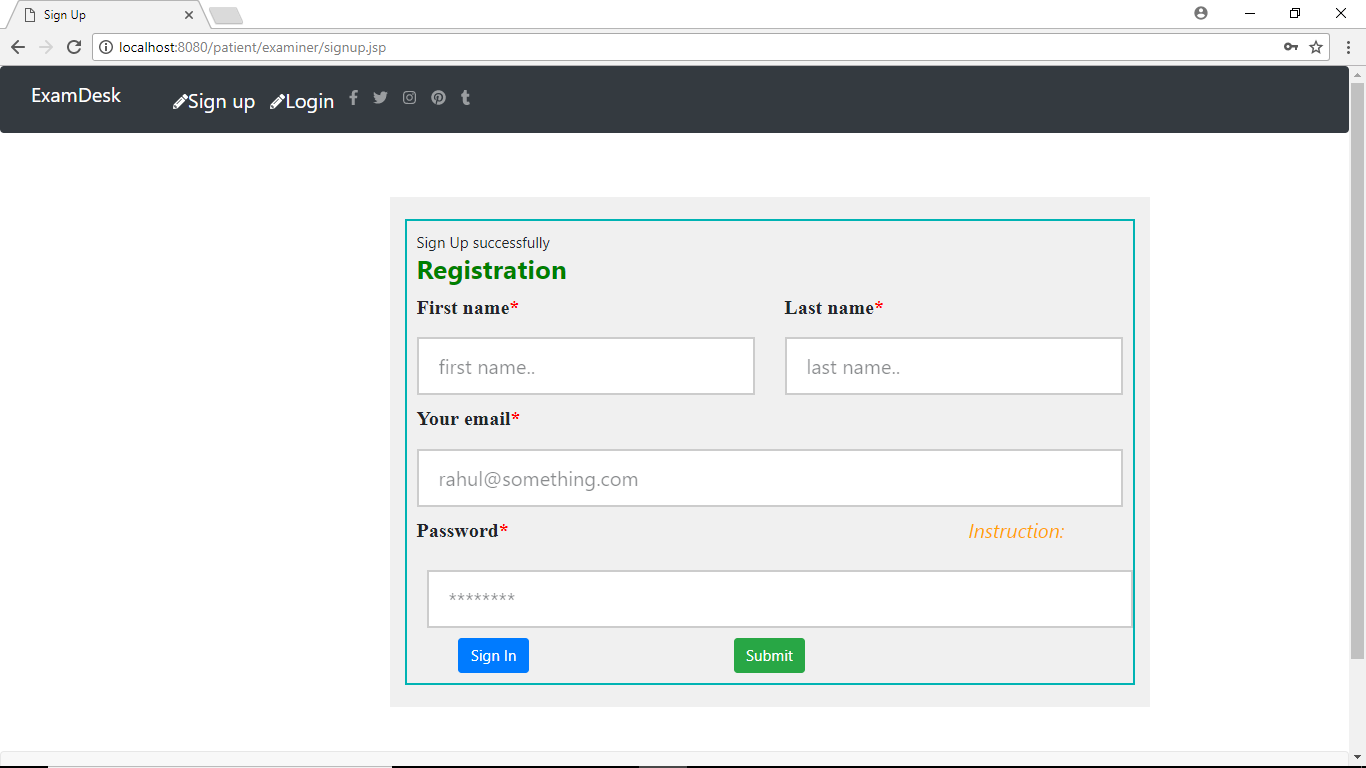 Sign Up
localhost:8080/patient/examiner/signup.jsp
ExamDesk Sign up Login
Sign Up successfully
Registration
First name* Last name*
first name.. last name..
Your email*
rahul@something.com
Password* Instruction:
********
Sign In Submit